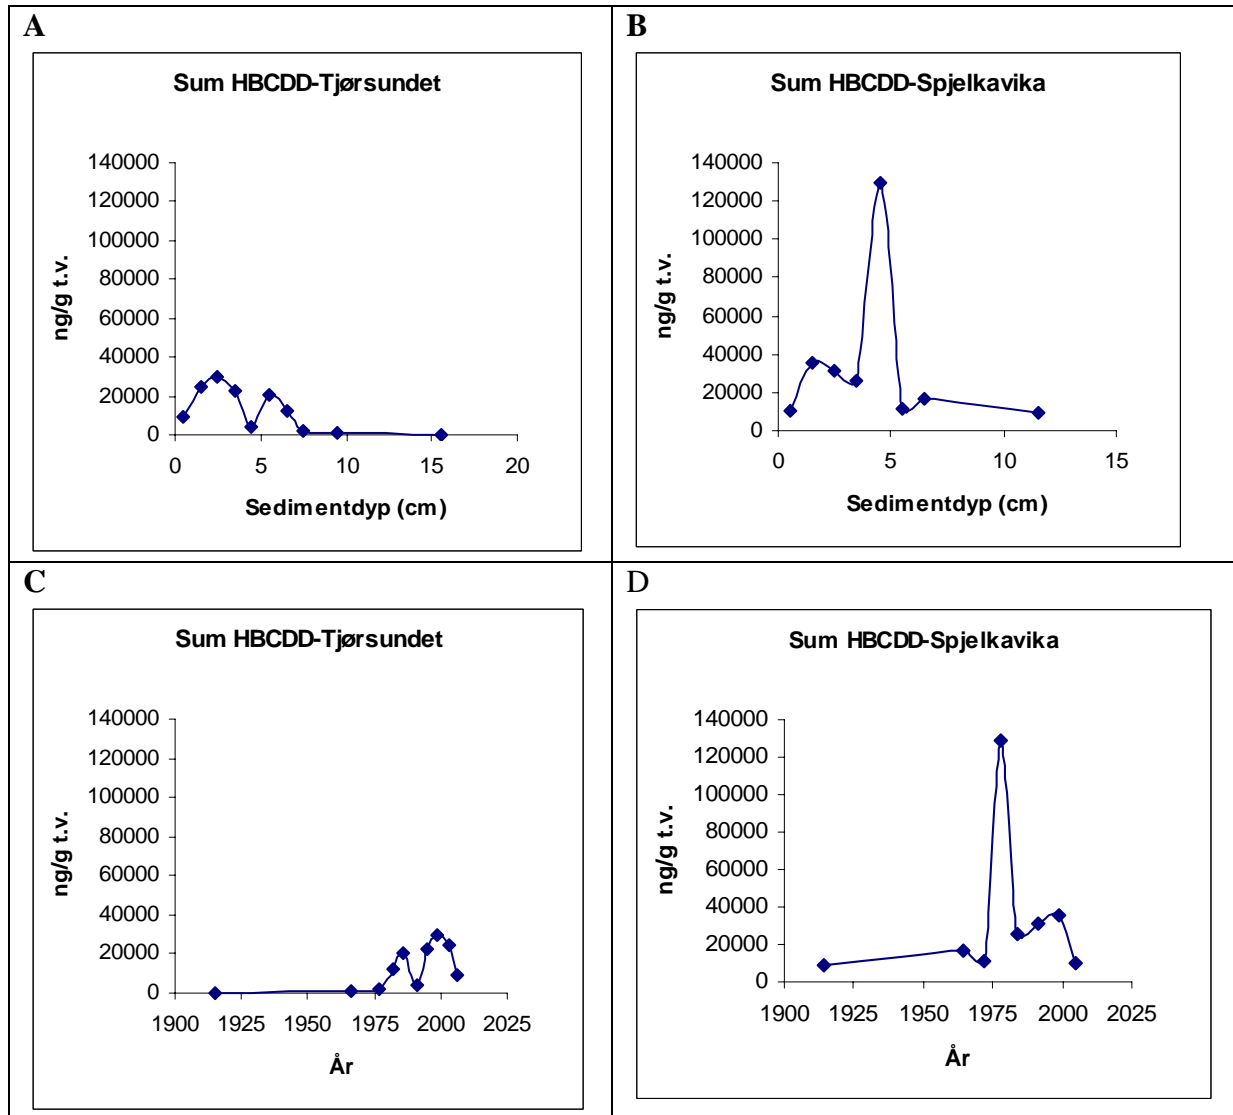 A
Sum HBCDD-Tjørsundet
ng/g t.v.
140000
120000
100000
80000
60000
40000
20000
0
0 5 10 15 20
Sedimentdyp (cm)
B
Sum HBCDD-Spjelkavika
ng/g t.v.
140000
120000
100000
80000
60000
40000
20000
0
0 5 10 15
Sedimentdyp (cm)
C
Sum HBCDD-Tjørsundet
ng/g t.v.
140000
120000
100000
80000
60000
40000
20000
0
1900 1925 1950 1975 2000 2025
År
D
Sum HBCDD-Spjelkavika
ng/g t.v.
140000
120000
100000
80000
60000
40000
20000
0
1900 1925 1950 1975 2000 2025
År